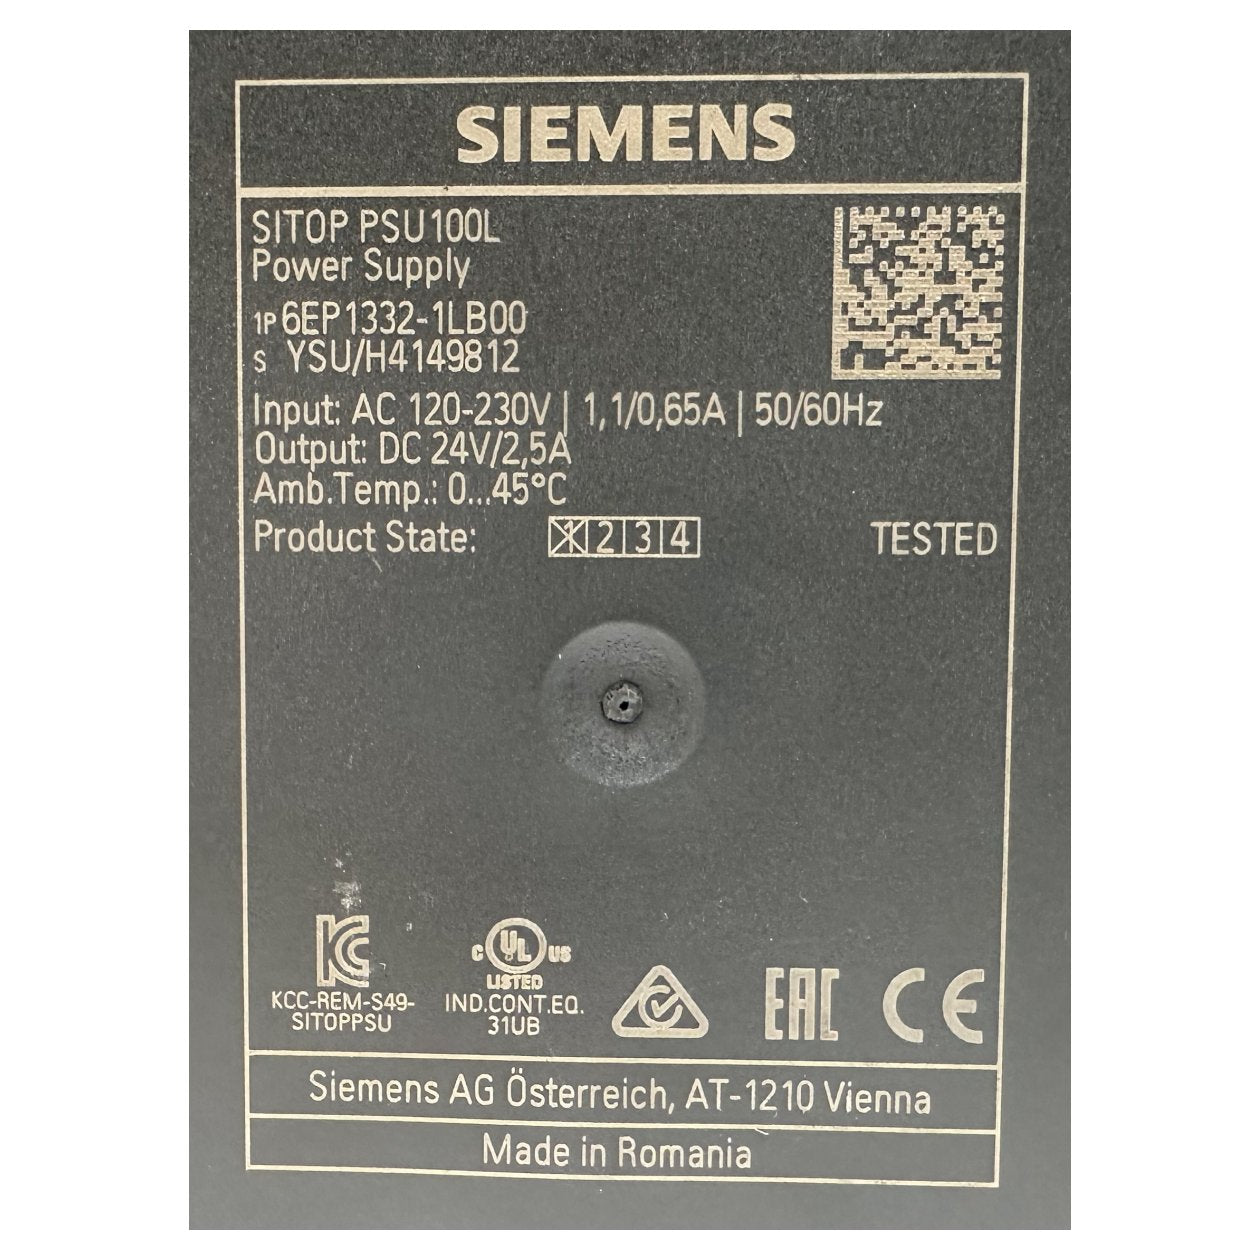 SIEMENS
SITOP PSU100L
Power Supply
1P 6EP1332-1LB00
S YSU/H4149812
Input: AC 120-230V | 1,1/0,65A | 50/60Hz
Output: DC 24V/2,5A
Amb.Temp.: 0...45°C
Product State: 1 2 3 4 TESTED
KC
KCC-REM-S49-
SITOPPSU
C UL US
LISTED
IND.CONT.EQ.
31UB
EAC CE
Siemens AG Österreich, AT-1210 Vienna
Made in Romania